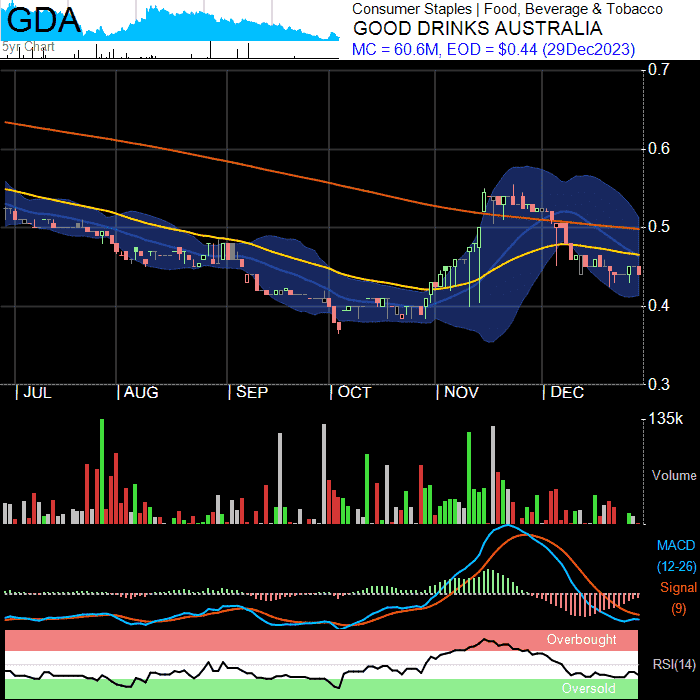 GDA
5yr Chart
Consumer Staples | Food, Beverage & Tobacco
GOOD DRINKS AUSTRALIA
MC = 60.6M, EOD = $0.44 (29Dec2023)
0.7
0.6
0.5
0.4
0.3
| JUL | AUG | SEP | OCT | NOV | DEC
135k
Volume
MACD
(12-26)
Signal
(9)
Overbought
RSI(14)
Oversold